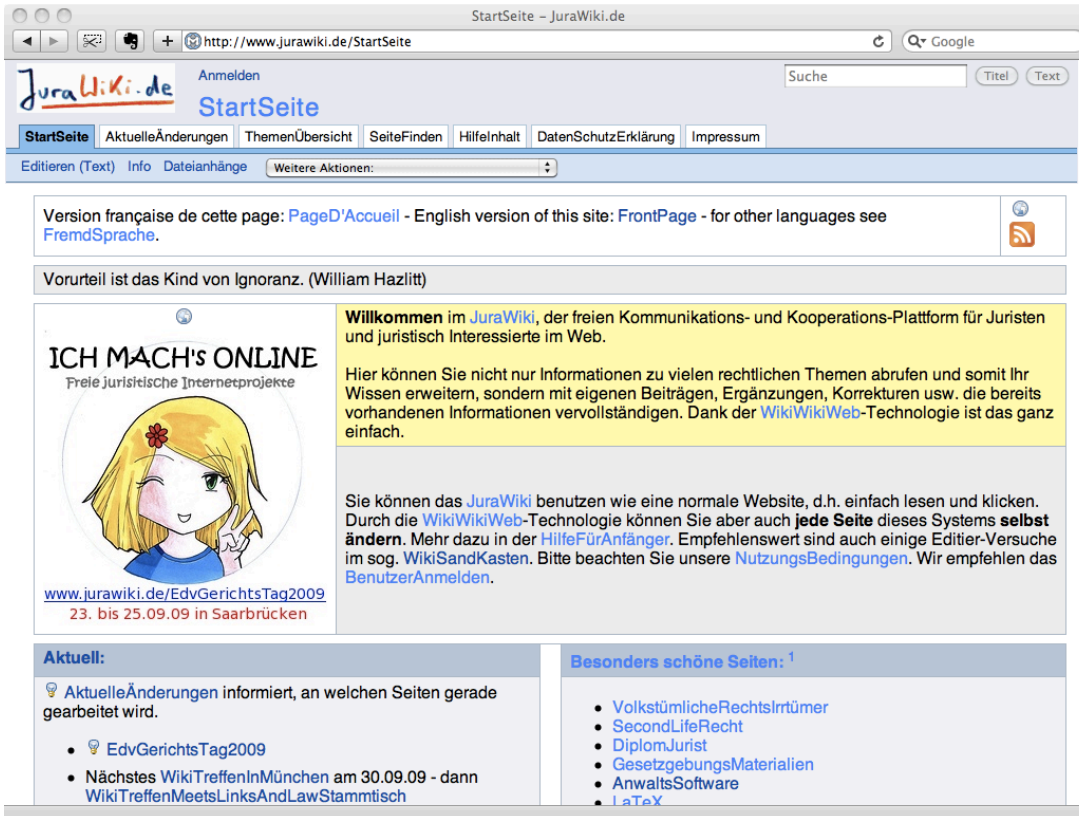 StartSeite – JuraWiki.de
http://www.jurawiki.de/StartSeite
Google
JuraWiki.de
Anmelden
StartSeite
Suche
Titel
Text
StartSeite AktuelleÄnderungen ThemenÜbersicht SeiteFinden HilfeInhalt DatenSchutzErklärung Impressum
Editieren (Text) Info Dateianhänge Weitere Aktionen:
Version française de cette page: PageD'Accueil - English version of this site: FrontPage - for other languages see
FremdSprache.
Vorurteil ist das Kind von Ignoranz. (William Hazlitt)
ICH MACH's ONLINE
Freie jurisitische Internetprojekte
www.jurawiki.de/EdvGerichtsTag2009
23. bis 25.09.09 in Saarbrücken
Willkommen im JuraWiki, der freien Kommunikations- und Kooperations-Plattform für Juristen
und juristisch Interessierte im Web.
Hier können Sie nicht nur Informationen zu vielen rechtlichen Themen abrufen und somit Ihr
Wissen erweitern, sondern mit eigenen Beiträgen, Ergänzungen, Korrekturen usw. die bereits
vorhandenen Informationen vervollständigen. Dank der WikiWikiWeb-Technologie ist das ganz
einfach.
Sie können das JuraWiki benutzen wie eine normale Website, d.h. einfach lesen und klicken.
Durch die WikiWikiWeb-Technologie können Sie aber auch jede Seite dieses Systems selbst
ändern. Mehr dazu in der HilfeFürAnfänger. Empfehlenswert sind auch einige Editier-Versuche
im sog. WikiSandKasten. Bitte beachten Sie unsere NutzungsBedingungen. Wir empfehlen das
BenutzerAnmelden.
Aktuell:
AktuelleÄnderungen informiert, an welchen Seiten gerade
gearbeitet wird.
• EdvGerichtsTag2009
• Nächstes WikiTreffenInMünchen am 30.09.09 - dann
WikiTreffenMeetsLinksAndLawStammtisch
Besonders schöne Seiten: 1
• VolkstümlicheRechtsIrrtümer
• SecondLifeRecht
• DiplomJurist
• GesetzgebungsMaterialien
• AnwaltsSoftware
• LaTeX